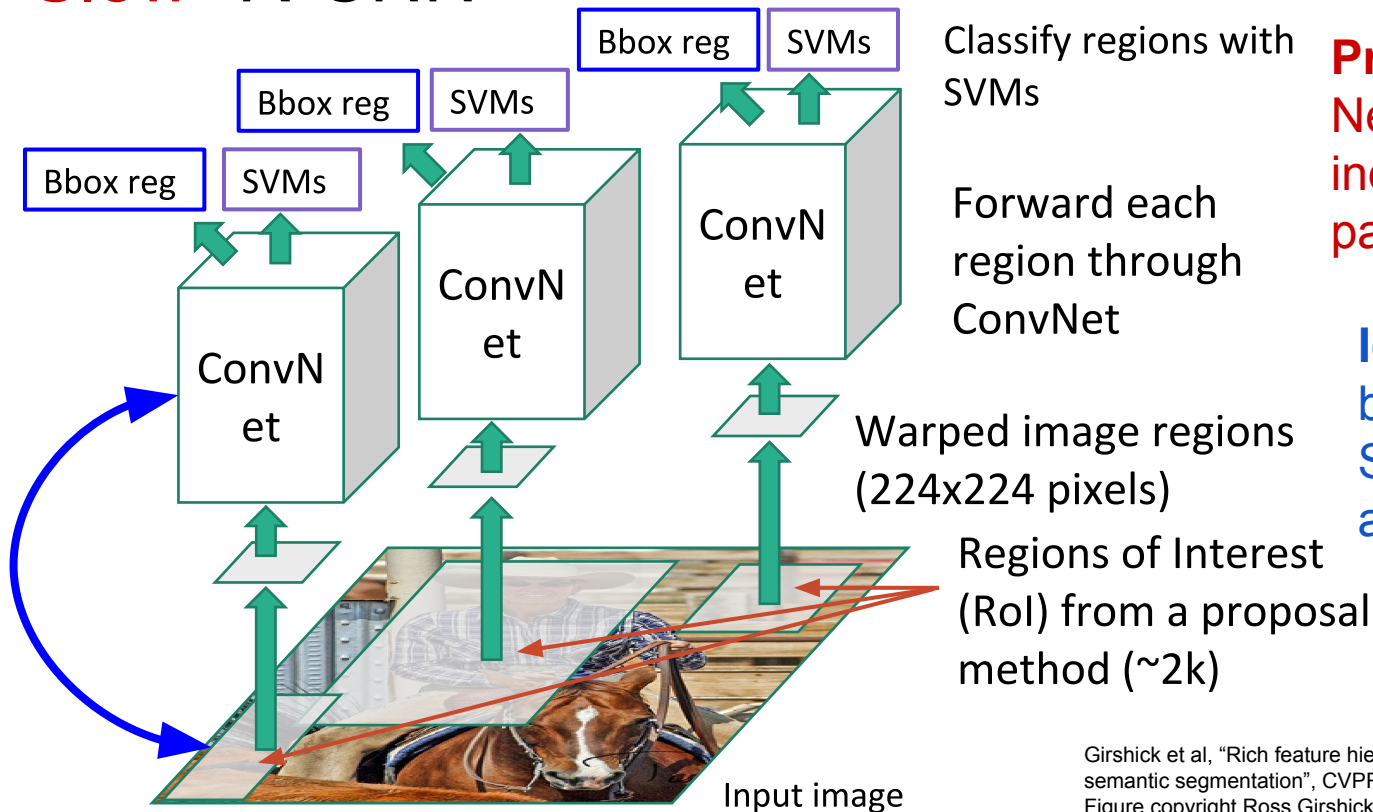 R-CNN
Bbox reg
SVMs
Classify regions with
SVMs
Bbox reg
SVMs
Bbox reg
SVMs
ConvN
et
Forward each
region through
ConvNet
ConvN
et
ConvN
et
Warped image regions
(224x224 pixels)
Regions of Interest
(RoI) from a proposal
method (~2k)
Input image
Girshick et al, “Rich feature
semantic segmentation”,
Figure copyright Ross Girshick